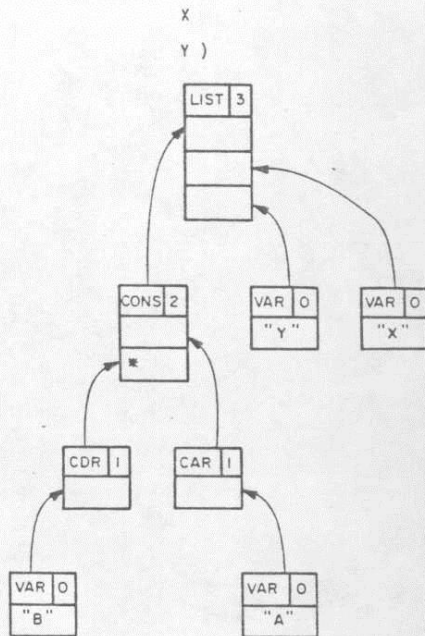 X
Y )
LIST 3
CONS 2
VAR 0
VAR 0
"Y"
"X"
*
CDR 1
CAR 1
VAR 0
VAR 0
"B"
"A"